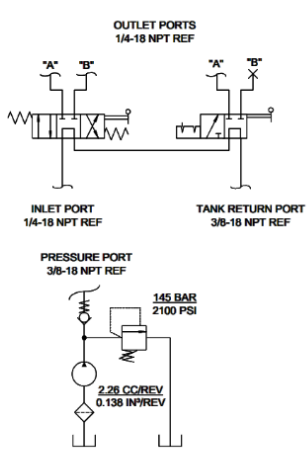 OUTLET PORTS
1/4-18 NPT REF
"A" "B" "A" "B"
INLET PORT
1/4-18 NPT REF
TANK RETURN PORT
3/8-18 NPT REF
PRESSURE PORT
3/8-18 NPT REF
145 BAR
2100 PSI
2.26 CC/REV
0.138 IN³/REV